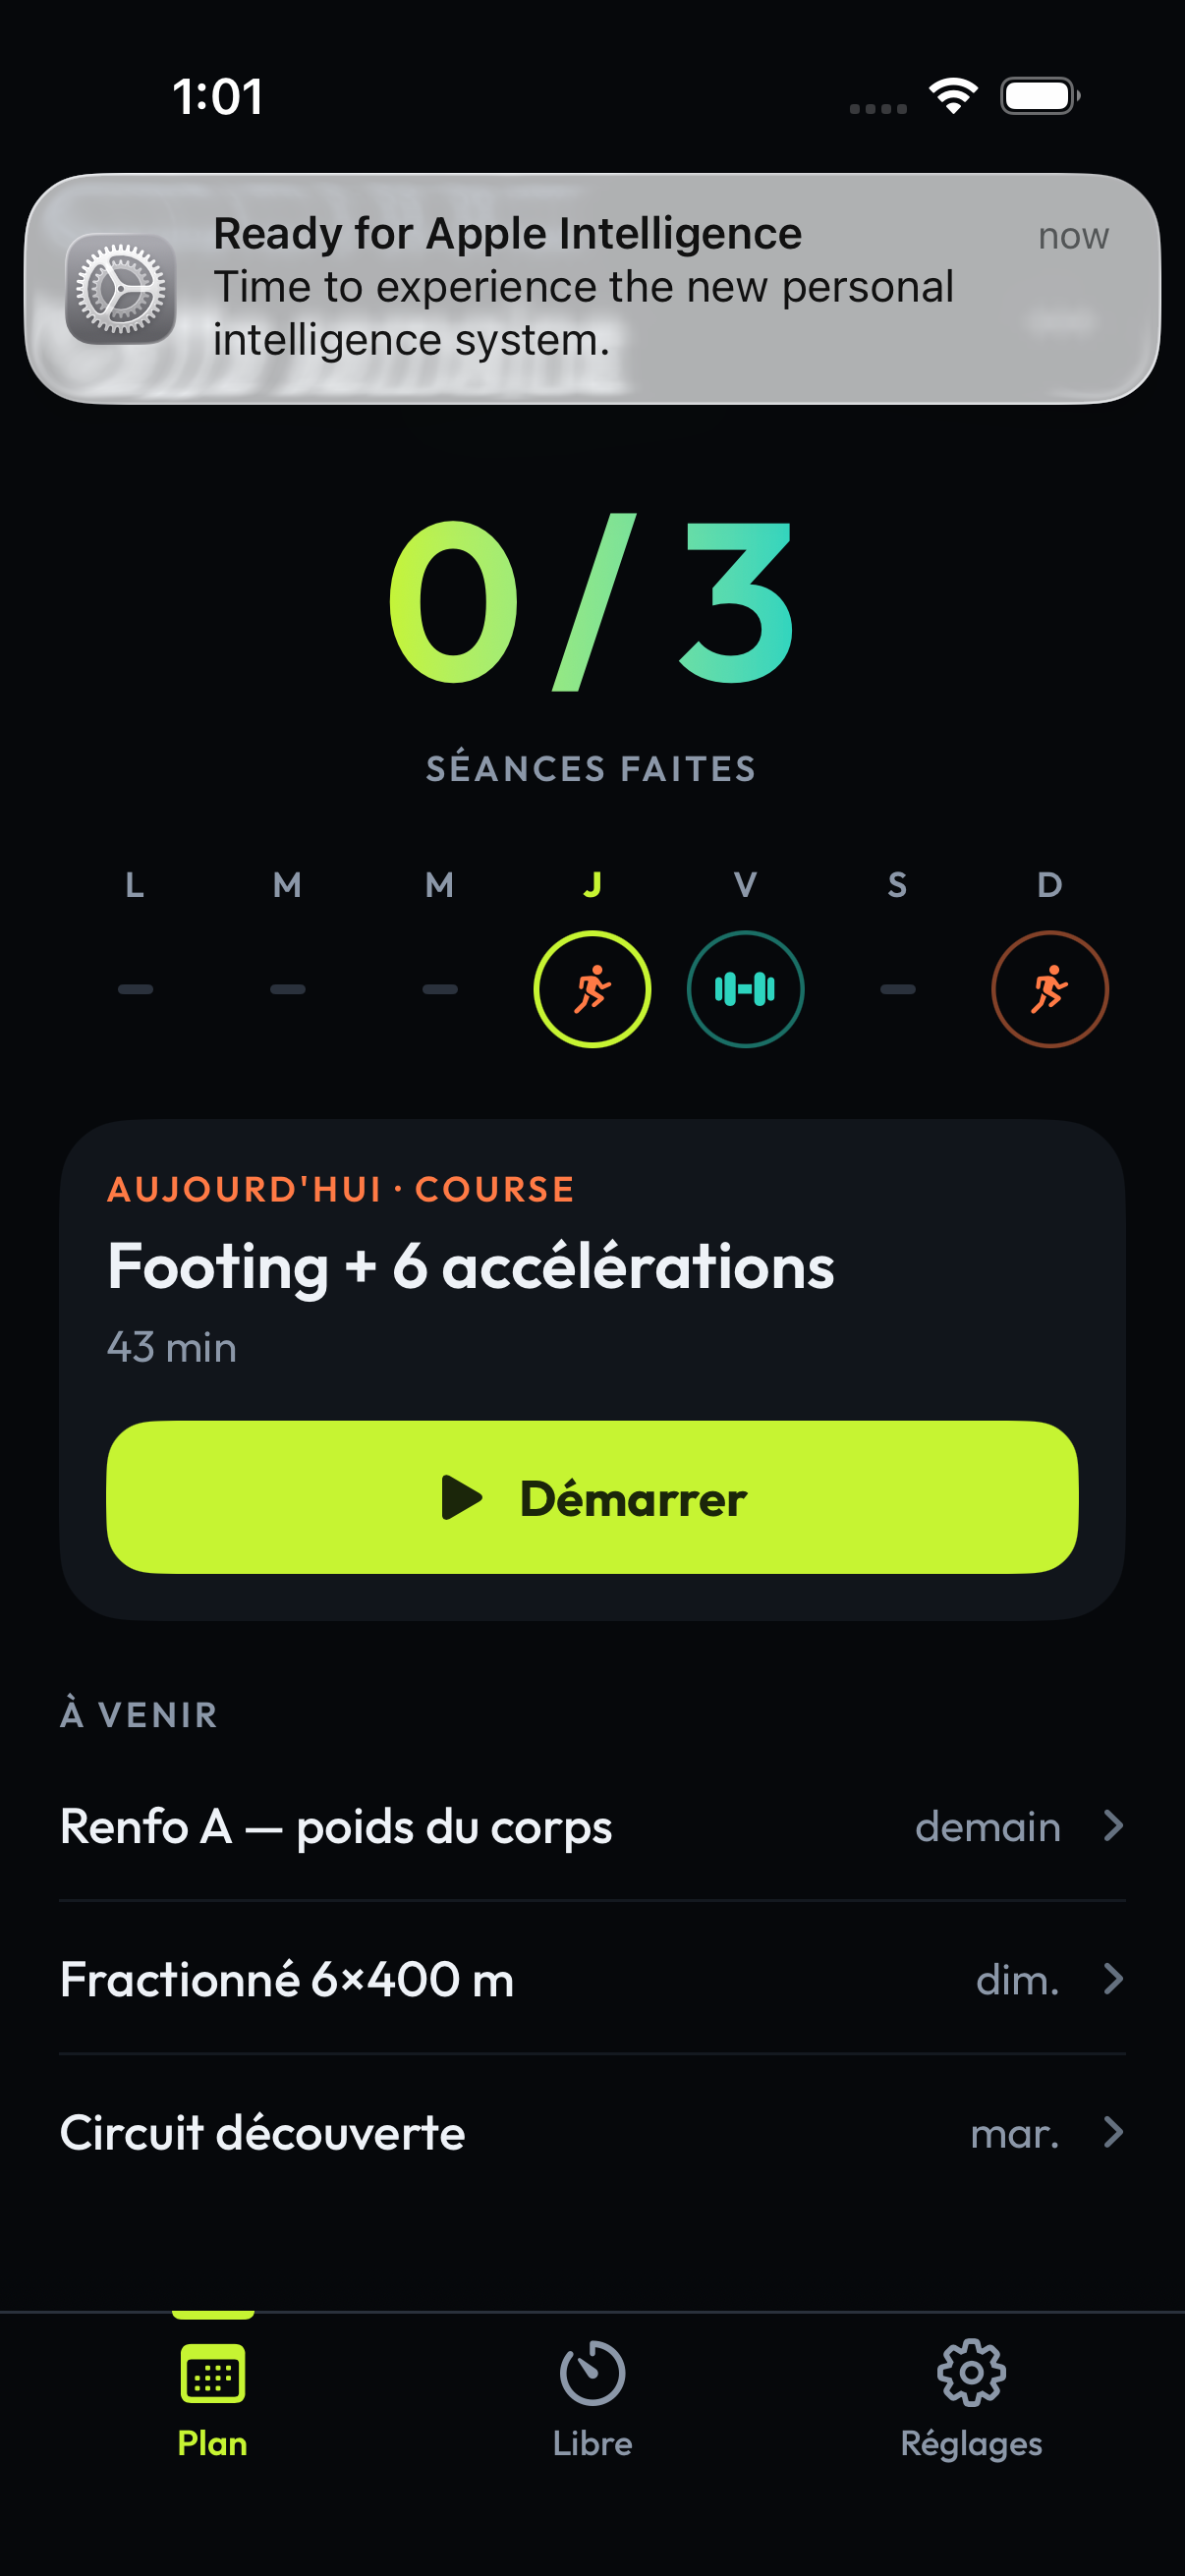 1:01
Ready for Apple Intelligence
now
Time to experience the new personal
intelligence system.
0/3
SÉANCES FAITES
L M M J V S D
AUJOURD'HUI · COURSE
Footing + 6 accélérations
43 min
Démarrer
À VENIR
Renfo A — poids du corps
demain
Fractionné 6×400 m
dim.
Circuit découverte
mar.
Plan
Libre
Réglages